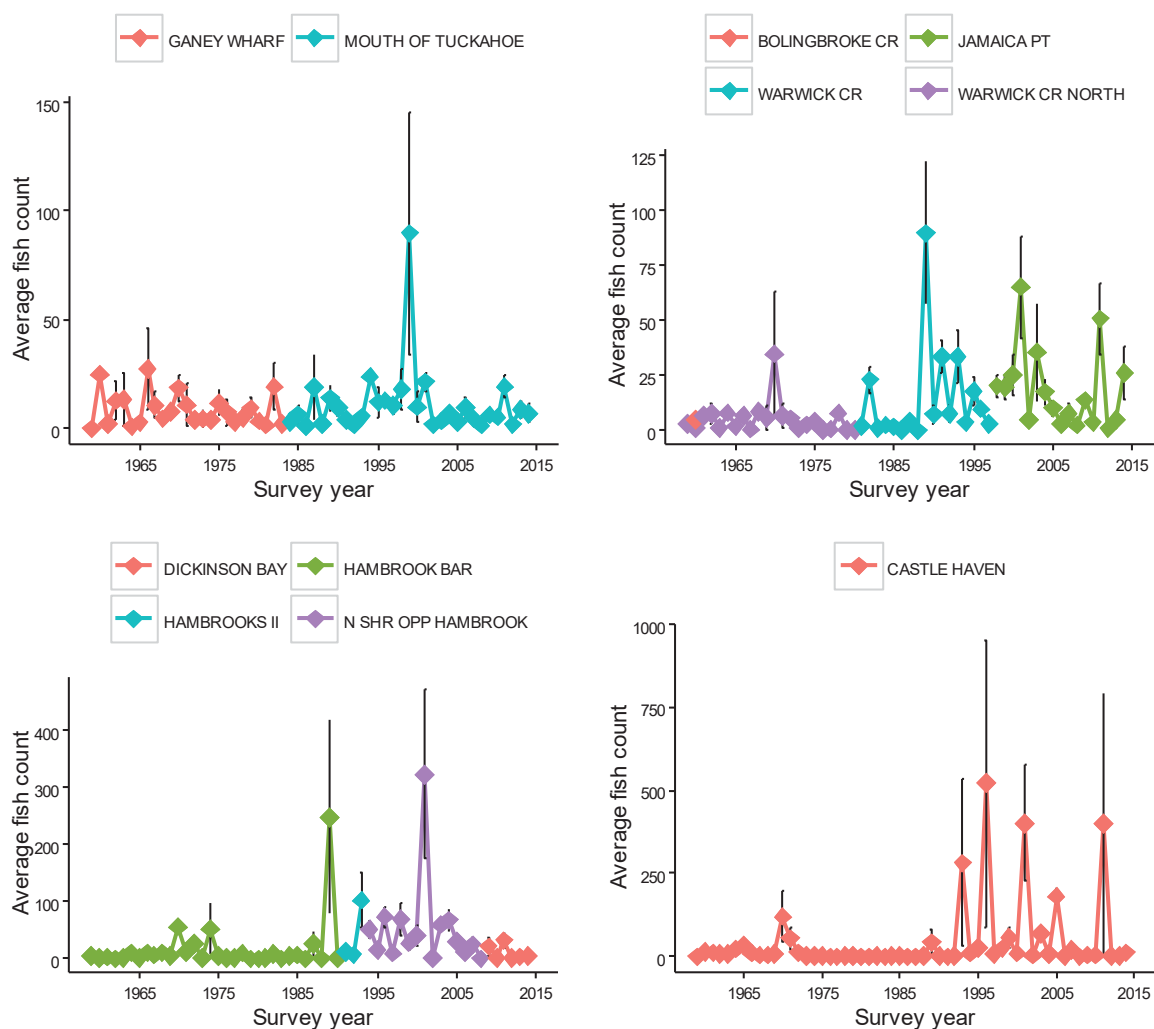 GANEY WHARF MOUTH OF TUCKAHOE
150
100
50
0
Average fish count
1965 1975 1985 1995 2005 2015
Survey year
BOLINGBROKE CR JAMAICA PT
WARWICK CR WARWICK CR NORTH
125
100
75
50
25
0
Average fish count
1965 1975 1985 1995 2005 2015
Survey year
DICKINSON BAY HAMBROOK BAR
HAMBROOKS II N SHR OPP HAMBROOK
400
300
200
100
0
Average fish count
1965 1975 1985 1995 2005 2015
Survey year
CASTLE HAVEN
1000
750
500
250
0
Average fish count
1965 1975 1985 1995 2005 2015
Survey year